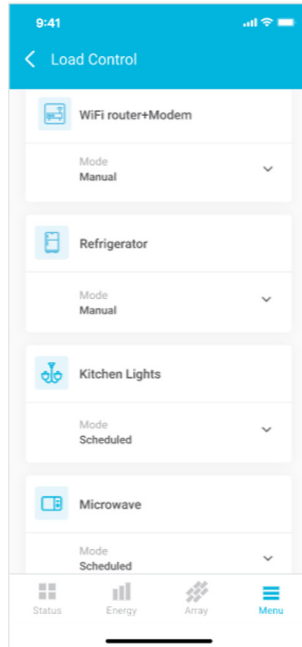 9:41
Load Control
WiFi router+Modem
Mode
Manual
Refrigerator
Mode
Manual
Kitchen Lights
Mode
Scheduled
Microwave
Mode
Scheduled
Status Energy Array Menu